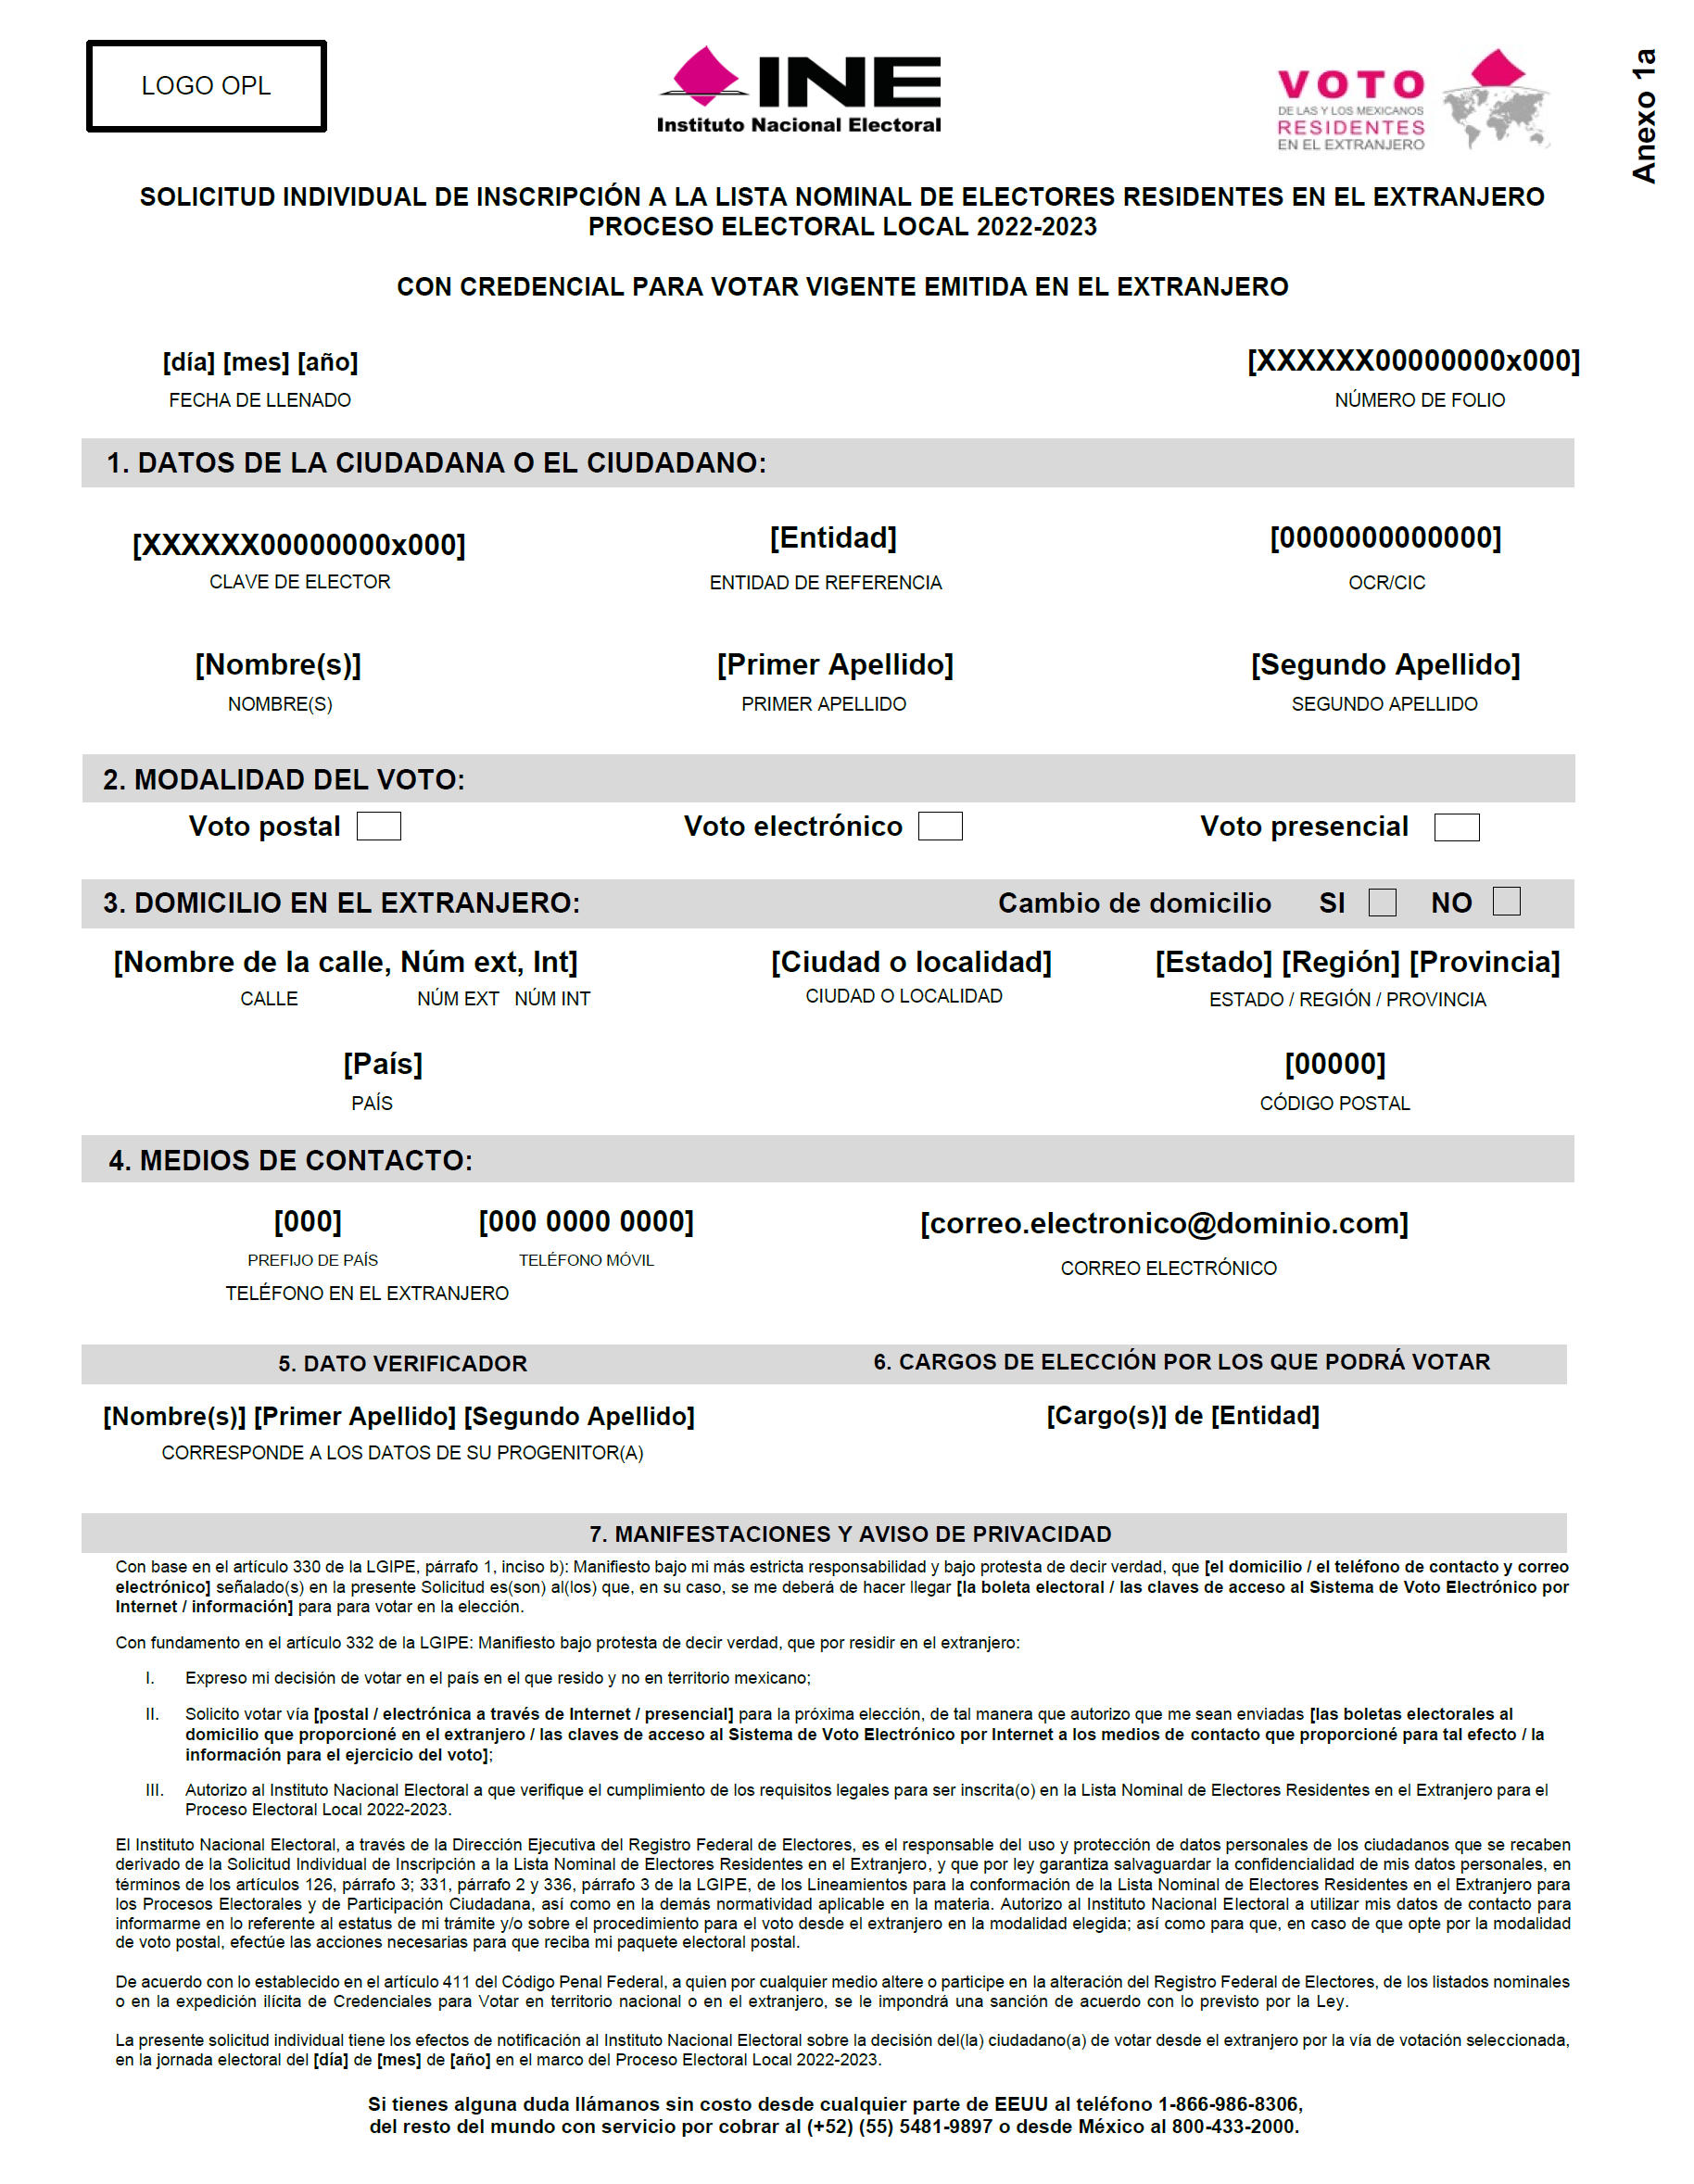 LOGO OPL
INE
Instituto Nacional Electoral
VOTO
DE LAS Y LOS MEXICANOS
RESIDENTES
EN EL EXTRANJERO
Anexo 1a
SOLICITUD INDIVIDUAL DE INSCRIPCIÓN A LA LISTA NOMINAL DE ELECTORES RESIDENTES EN EL EXTRANJERO
PROCESO ELECTORAL LOCAL 2022-2023
CON CREDENCIAL PARA VOTAR VIGENTE EMITIDA EN EL EXTRANJERO
[día] [mes] [año] [XXXXXX00000000x000]
FECHA DE LLENADO NÚMERO DE FOLIO
1. DATOS DE LA CIUDADANA O EL CIUDADANO:
[XXXXXX00000000x000] [Entidad] [0000000000000]
CLAVE DE ELECTOR ENTIDAD DE REFERENCIA OCR/CIC
[Nombre(s)] [Primer Apellido] [Segundo Apellido]
NOMBRE(S) PRIMER APELLIDO SEGUNDO APELLIDO
2. MODALIDAD DEL VOTO:
Voto postal Voto electrónico Voto presencial
3. DOMICILIO EN EL EXTRANJERO: Cambio de domicilio SI NO
[Nombre de la calle, Núm ext, Int] [Ciudad o localidad] [Estado] [Región] [Provincia]
CALLE NÚM EXT NÚM INT CIUDAD O LOCALIDAD ESTADO / REGIÓN / PROVINCIA
[País] [00000]
PAÍS CÓDIGO POSTAL
4. MEDIOS DE CONTACTO:
[000] [000 0000 0000] [correo.electronico@dominio.com]
PREFIJO DE PAÍS TELÉFONO MÓVIL CORREO ELECTRÓNICO
TELÉFONO EN EL EXTRANJERO
5. DATO VERIFICADOR 6. CARGOS DE ELECCIÓN POR LOS QUE PODRÁ VOTAR
[Nombre(s)] [Primer Apellido] [Segundo Apellido] [Cargo(s)] de [Entidad]
CORRESPONDE A LOS DATOS DE SU PROGENITOR(A)
7. MANIFESTACIONES Y AVISO DE PRIVACIDAD
Con base en el artículo 330 de la LGIPE, párrafo 1, inciso b): Manifiesto bajo mi más estricta responsabilidad y bajo protesta de decir verdad, que [el domicilio / el teléfono de contacto y correo
electrónico] señalado(s) en la presente Solicitud es(son) al(los) que, en su caso, se me deberá de hacer llegar [la boleta electoral / las claves de acceso al Sistema de Voto Electrónico por
Internet / información] para para votar en la elección.
Con fundamento en el artículo 332 de la LGIPE: Manifiesto bajo protesta de decir verdad, que por residir en el extranjero:
I. Expreso mi decisión de votar en el país en el que resido y no en territorio mexicano;
II. Solicito votar vía [postal / electrónica a través de Internet / presencial] para la próxima elección, de tal manera que autorizo que me sean enviadas [las boletas electorales al
domicilio que proporcioné en el extranjero / las claves de acceso al Sistema de Voto Electrónico por Internet a los medios de contacto que proporcioné para tal efecto / la
información para el ejercicio del voto];
III. Autorizo al Instituto Nacional Electoral a que verifique el cumplimiento de los requisitos legales para ser inscrita(o) en la Lista Nominal de Electores Residentes en el Extranjero para el
Proceso Electoral Local 2022-2023.
El Instituto Nacional Electoral, a través de la Dirección Ejecutiva del Registro Federal de Electores, es el responsable del uso y protección de datos personales de los ciudadanos que se recaben
derivado de la Solicitud Individual de Inscripción a la Lista Nominal de Electores Residentes en el Extranjero, y que por ley garantiza salvaguardar la confidencialidad de mis datos personales, en
términos de los artículos 126, párrafo 3; 331, párrafo 2 y 336, párrafo 3 de la LGIPE, de los Lineamientos para la conformación de la Lista Nominal de Electores Residentes en el Extranjero para
los Procesos Electorales y de Participación Ciudadana, así como en la demás normatividad aplicable en la materia. Autorizo al Instituto Nacional Electoral a utilizar mis datos de contacto para
informarme en lo referente al estatus de mi trámite y/o sobre el procedimiento para el voto desde el extranjero en la modalidad elegida; así como para que, en caso de que opte por la modalidad
de voto postal, efectúe las acciones necesarias para que reciba mi paquete electoral postal.
De acuerdo con lo establecido en el artículo 411 del Código Penal Federal, a quien por cualquier medio altere o participe en la alteración del Registro Federal de Electores, de los listados nominales
o en la expedición ilícita de Credenciales para Votar en territorio nacional o en el extranjero, se le impondrá una sanción de acuerdo con lo previsto por la Ley.
La presente solicitud individual tiene los efectos de notificación al Instituto Nacional Electoral sobre la decisión del(la) ciudadano(a) de votar desde el extranjero por la vía de votación seleccionada,
en la jornada electoral del [día] de [mes] de [año] en el marco del Proceso Electoral Local 2022-2023.
Si tienes alguna duda llámanos sin costo desde cualquier parte de EEUU al teléfono 1-866-986-8306,
del resto del mundo con servicio por cobrar al (+52) (55) 5481-9897 o desde México al 800-433-2000.